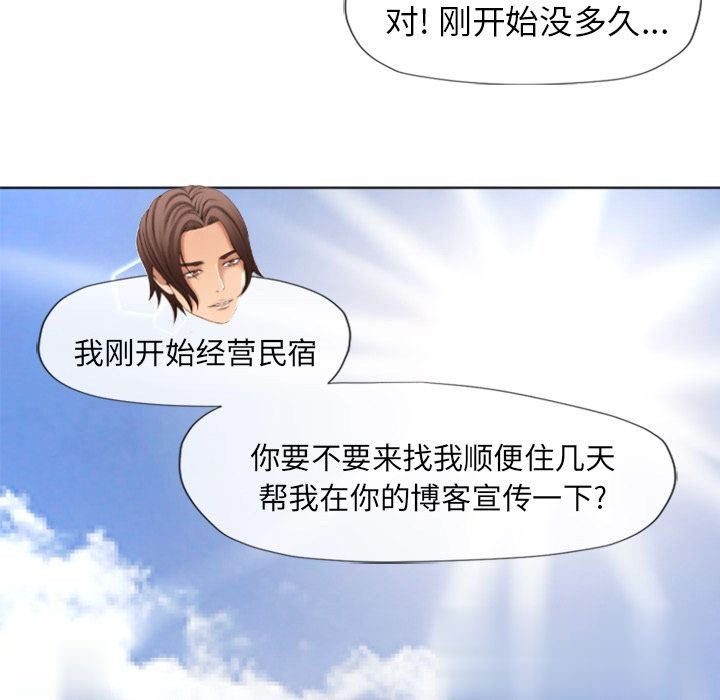 对! 刚开始没多久...
我刚开始经营民宿
你要不要来找我顺便住几天
帮我在你的博客宣传一下?